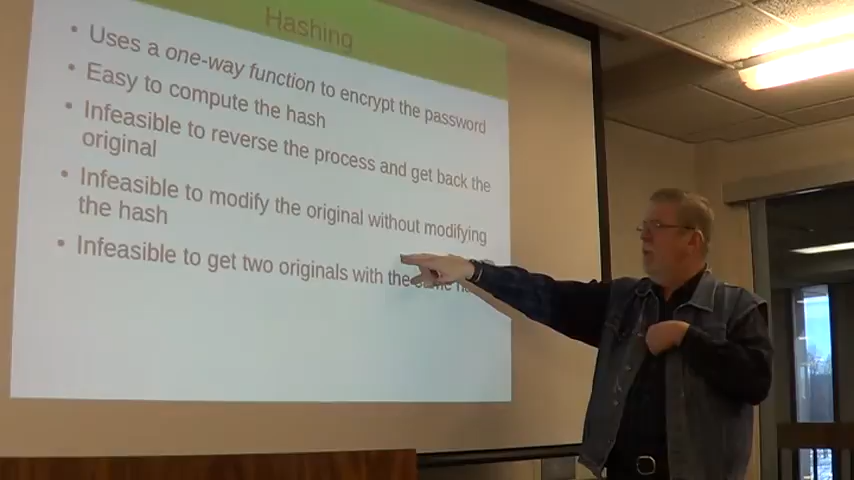 Hashing
• Uses a one-way function to encrypt the password
• Easy to compute the hash
• Infeasible to reverse the process and get back the
original
• Infeasible to modify the original without modifying
the hash
• Infeasible to get two originals with the same